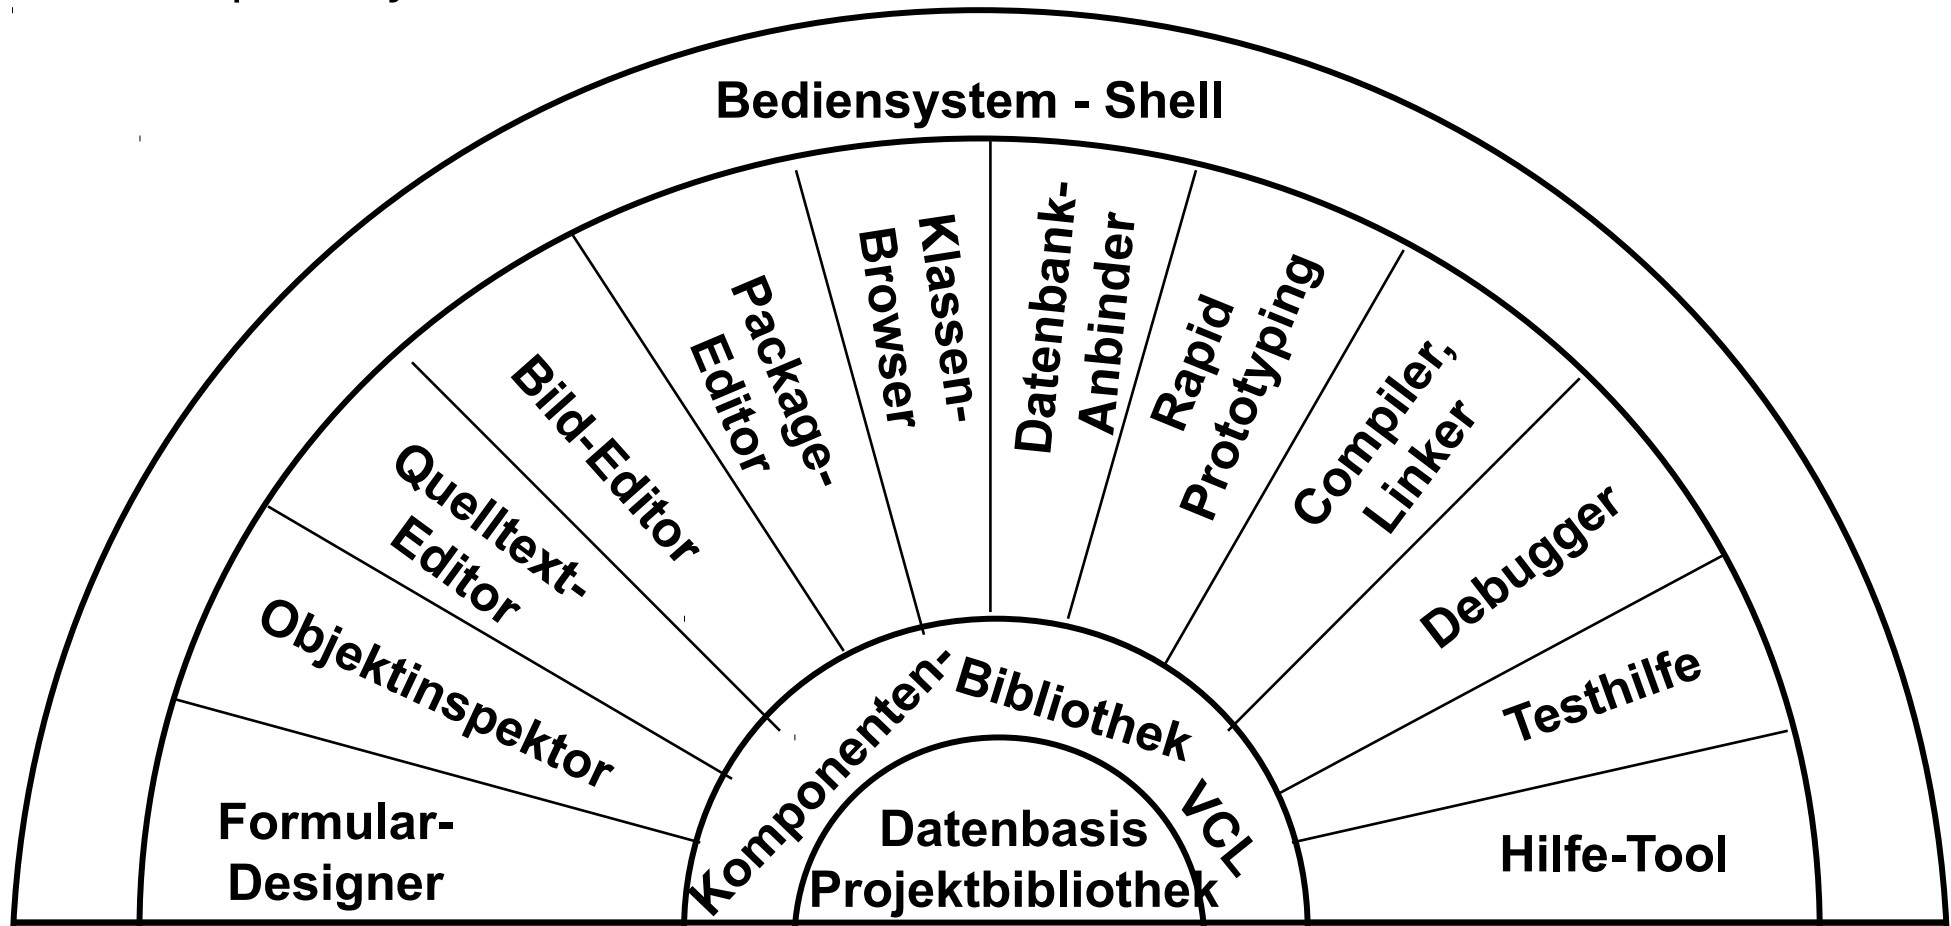 Bediensystem - Shell
Formular-
Designer
Objektinspektor
Quelltext-
Editor
Bild-Editor
Package-
Editor
Klassen-
Browser
Datenbank-
Anbinder
Rapid
Prototyping
Compiler,
Linker
Debugger
Testhilfe
Hilfe-Tool
Komponenten-
Bibliothek
VCL
Datenbasis
Projektbibliothek